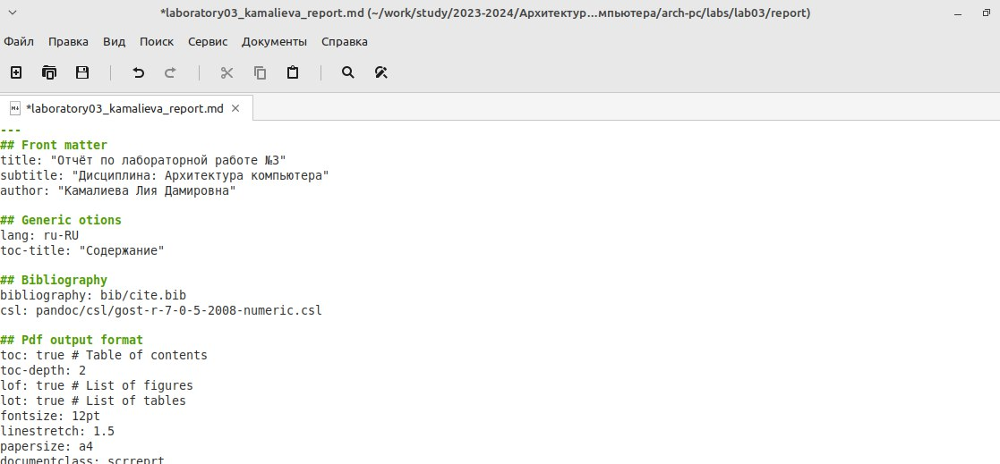 *laboratory03_kamalieva_report.md (~/work/study/2023-2024/Архитектур...мпьютера/arch-pc/labs/lab03/report)
Файл Правка Вид Поиск Сервис Документы Справка
*laboratory03_kamalieva_report.md
---
## Front matter
title: "Отчёт по лабораторной работе №3"
subtitle: "Дисциплина: Архитектура компьютера"
author: "Камалиева Лия Дамировна"
## Generic otions
lang: ru-RU
toc-title: "Содержание"
## Bibliography
bibliography: bib/cite.bib
csl: pandoc/csl/gost-r-7-0-5-2008-numeric.csl
## Pdf output format
toc: true # Table of contents
toc-depth: 2
lof: true # List of figures
lot: true # List of tables
fontsize: 12pt
linestretch: 1.5
papersize: a4
documentclass: scrreprt